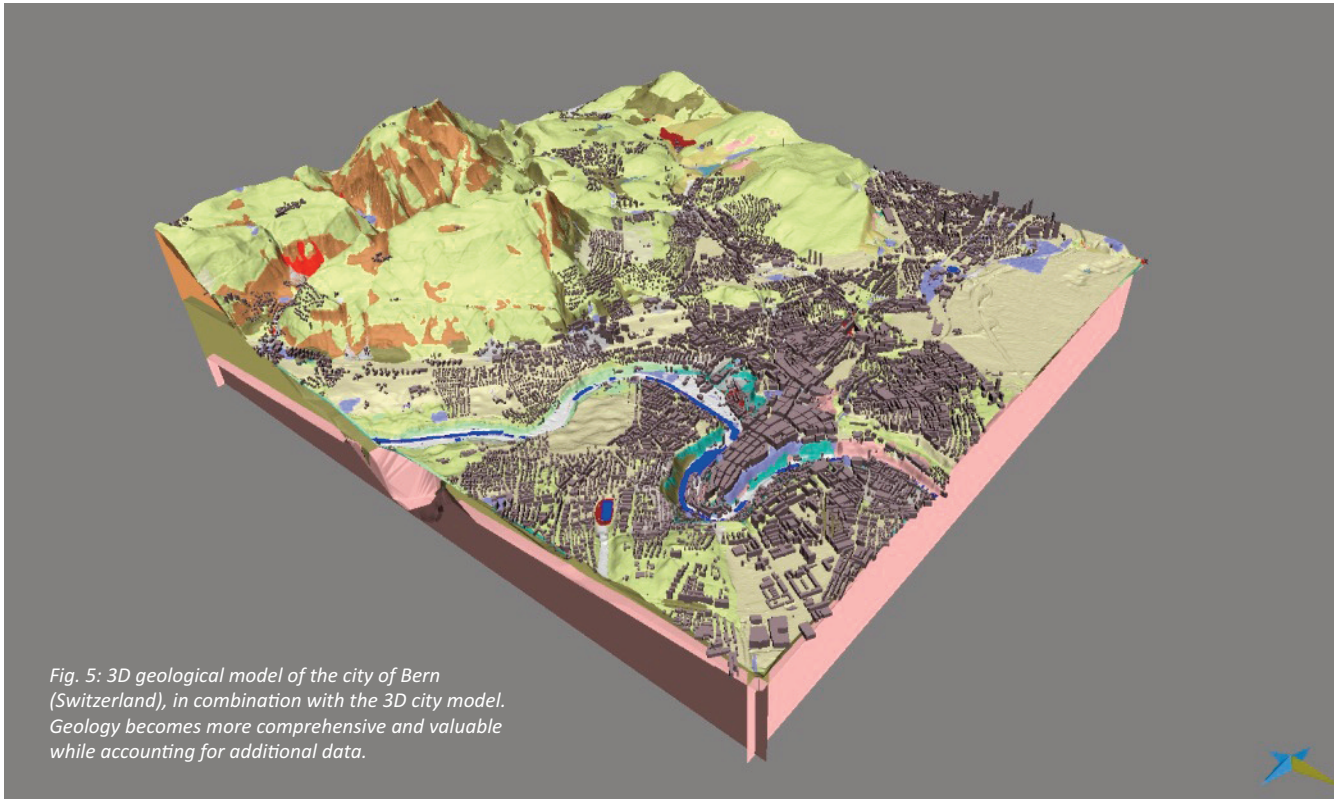 Fig. 5: 3D geological model of the city of Bern
(Switzerland), in combination with the 3D city model.
Geology becomes more comprehensive and valuable
while accounting for additional data.